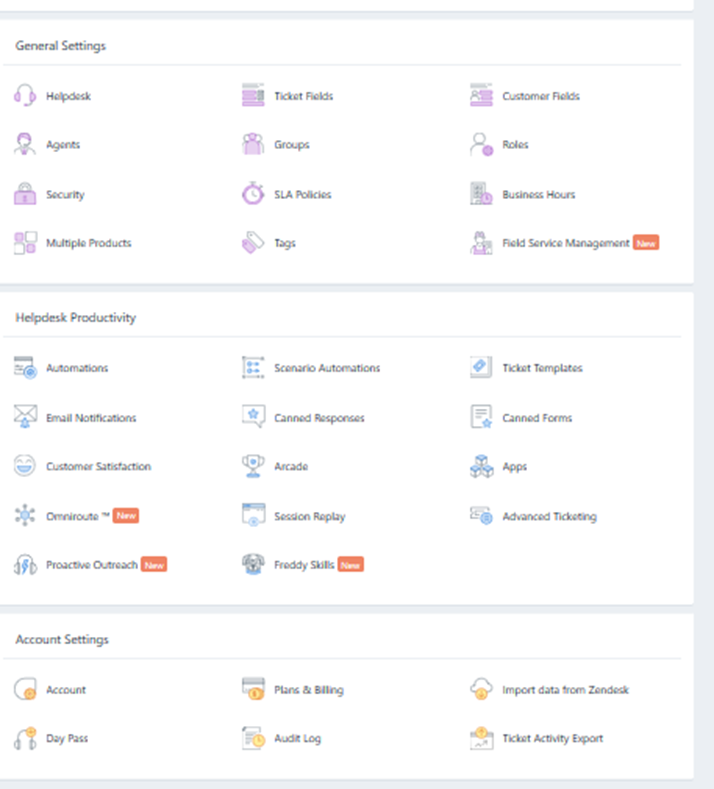 General Settings
Helpdesk Ticket Fields Customer Fields
Agents Groups Roles
Security SLA Policies Business Hours
Multiple Products Tags Field Service Management New
Helpdesk Productivity
Automations Scenario Automations Ticket Templates
Email Notifications Canned Responses Canned Forms
Customer Satisfaction Arcade Apps
Omniroute ™ New Session Replay Advanced Ticketing
Proactive Outreach New Freddy Skills New
Account Settings
Account Plans & Billing Import data from Zendesk
Day Pass Audit Log Ticket Activity Export